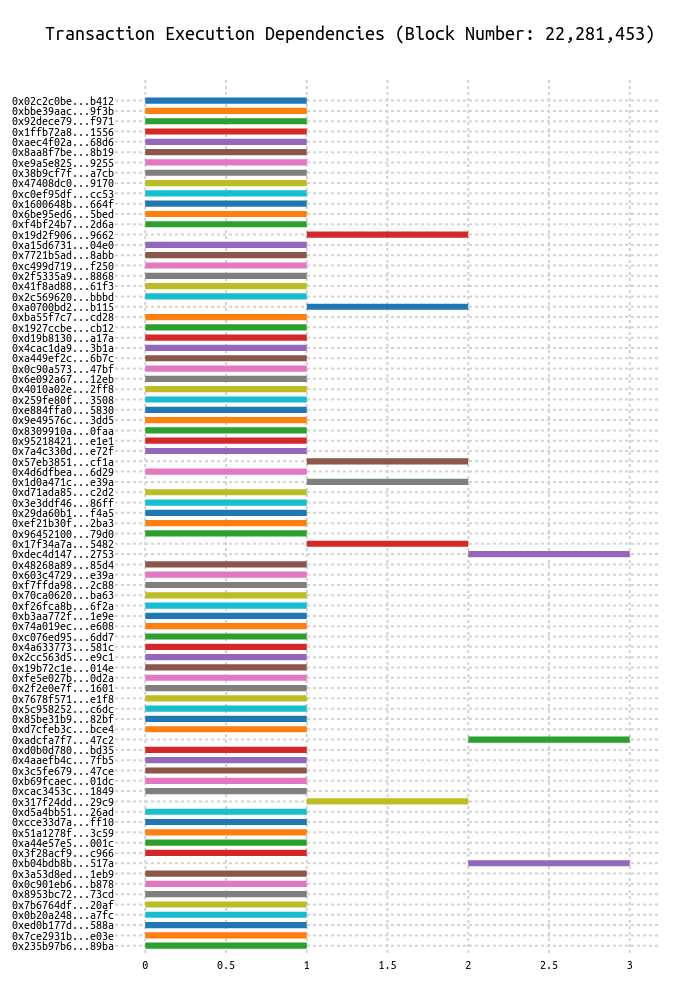 Transaction Execution Dependencies (Block Number: 22,281,453)
0x02c2c0be...b412
0xbbe39aac...9f3b
0x92dece79...f971
0x1ffb72a8...1556
0xaec4f02a...68d6
0x8aa8f7be...8b19
0xe9a5e825...9255
0x38b9cf7f...a7cb
0x47408dc0...9170
0xc0ef95df...cc53
0x1600648b...664f
0x6be95ed6...5bed
0xf4bf24b7...2d6a
0x19d2f906...9662
0xa15d6731...04e0
0x7721b5ad...8abb
0xc499d719...f250
0x2f5335a9...8868
0x41f8ad88...61f3
0x2c569620...bbbd
0xa0700bd2...b115
0xba55f7c7...cd28
0x1927ccbe...cb12
0xd19b8130...a17a
0x4cac1da9...3b1a
0xa449ef2c...6b7c
0x0c90a573...47bf
0x6e092a67...12eb
0x4010a02e...2ff8
0x259fe80f...3508
0xe884ffa0...5830
0x9e49576c...3dd5
0x8309910a...0faa
0x95218421...e1e1
0x7a4c330d...e72f
0x57eb3851...cf1a
0x4d6dfbea...6d29
0x1d0a471c...e39a
0xd71ada85...c2d2
0x3e3ddf46...86ff
0x29da60b1...f4a5
0xef21b30f...2ba3
0x96452100...79d0
0x17f34a7a...5482
0xdec4d147...2753
0x48268a89...85d4
0x603c4729...e39a
0xf7ffda98...2c88
0x70ca0620...ba63
0xf26fca8b...6f2a
0xb3aa772f...1e9e
0x74a019ec...e608
0xc076ed95...6dd7
0x4a633773...581c
0x2cc563d5...e9c1
0x19b72c1e...014e
0xfe5e027b...0d2a
0x2f2e0e7f...1601
0x7678f571...e1f8
0x5c958252...c6dc
0x85be31b9...82bf
0xd7cfeb3c...bce4
0xadcfa7f7...47c2
0xd0b0d780...bd35
0x4aaefb4c...7fb5
0x3c5fe679...47ce
0xb69fcaec...01dc
0xcac3453c...1849
0x317f24dd...29c9
0xd5a4bb51...26ad
0xcce33d7a...ff10
0x51a1278f...3c59
0xa44e57e5...001c
0x3f28acf9...c966
0xb04bdb8b...517a
0x3a53d8ed...1eb9
0x0c901eb6...b878
0x8953bc72...73cd
0x7b6764df...20af
0x0b20a248...a7fc
0xed0b177d...588a
0x7ce2931b...e03e
0x235b97b6...89ba
0 0.5 1 1.5 2 2.5 3